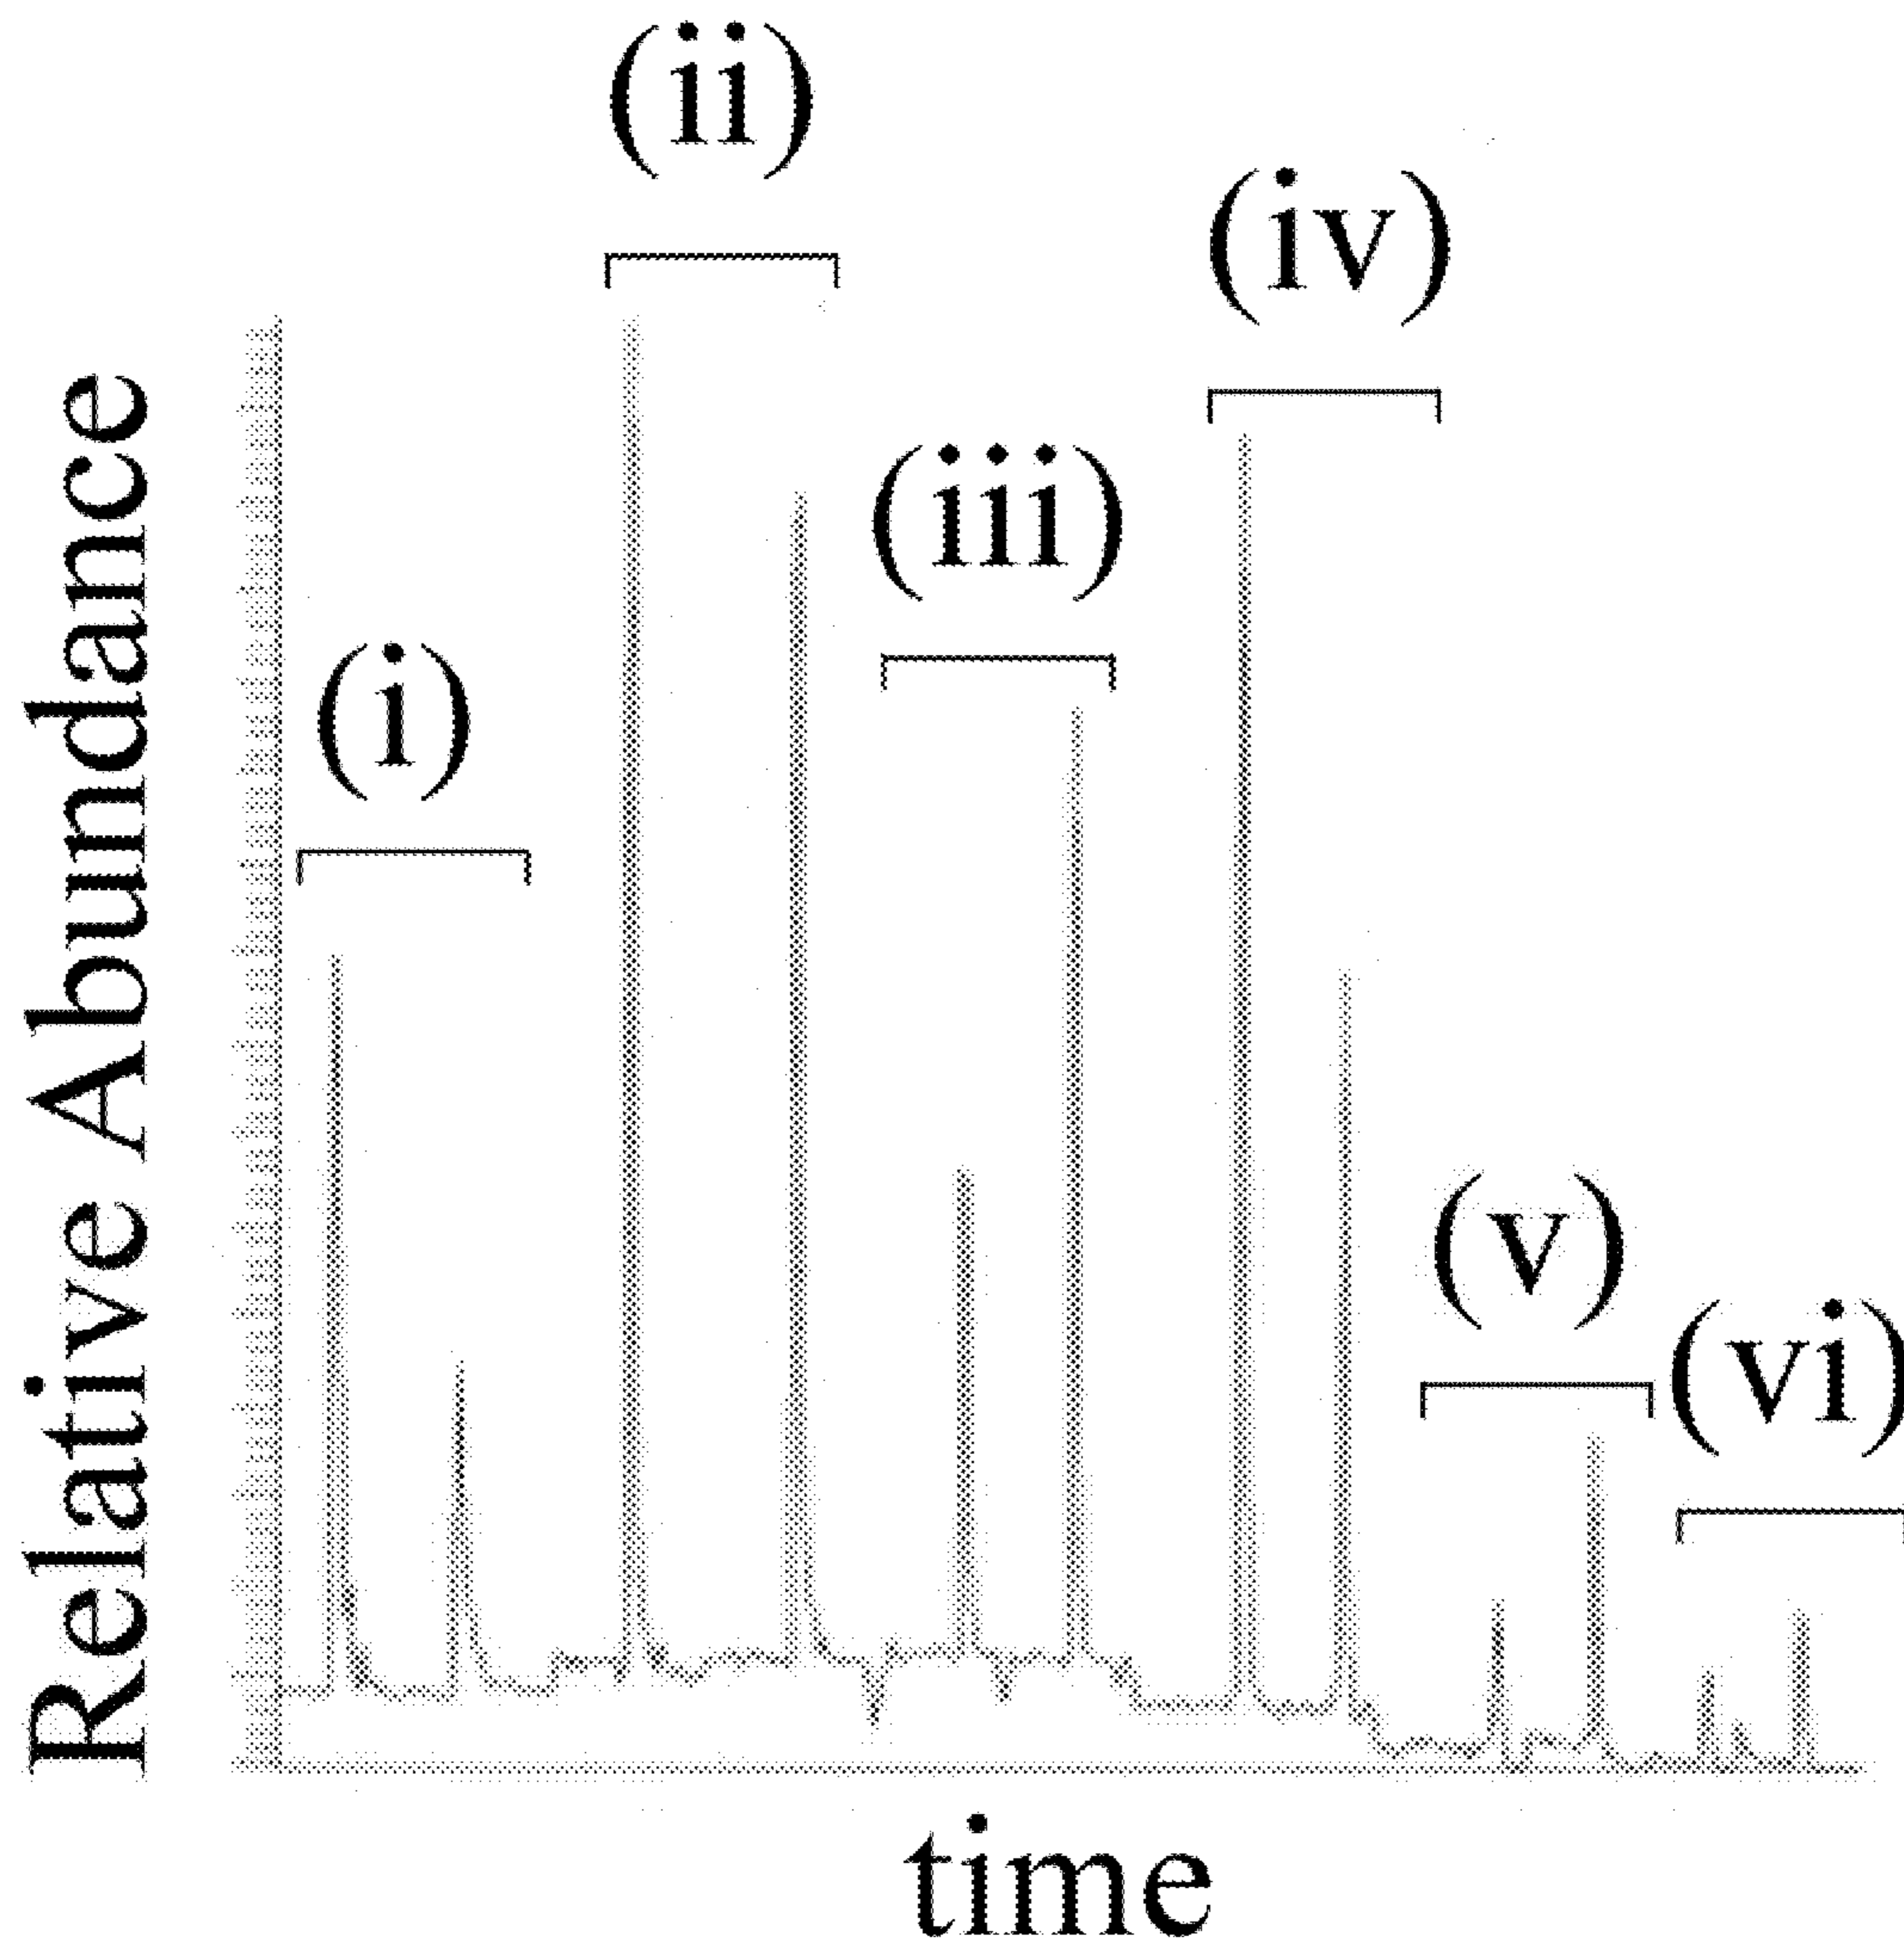 (ii)
(iv)
(iii)
(i)
(v)
(vi)
Relative Abundance
time